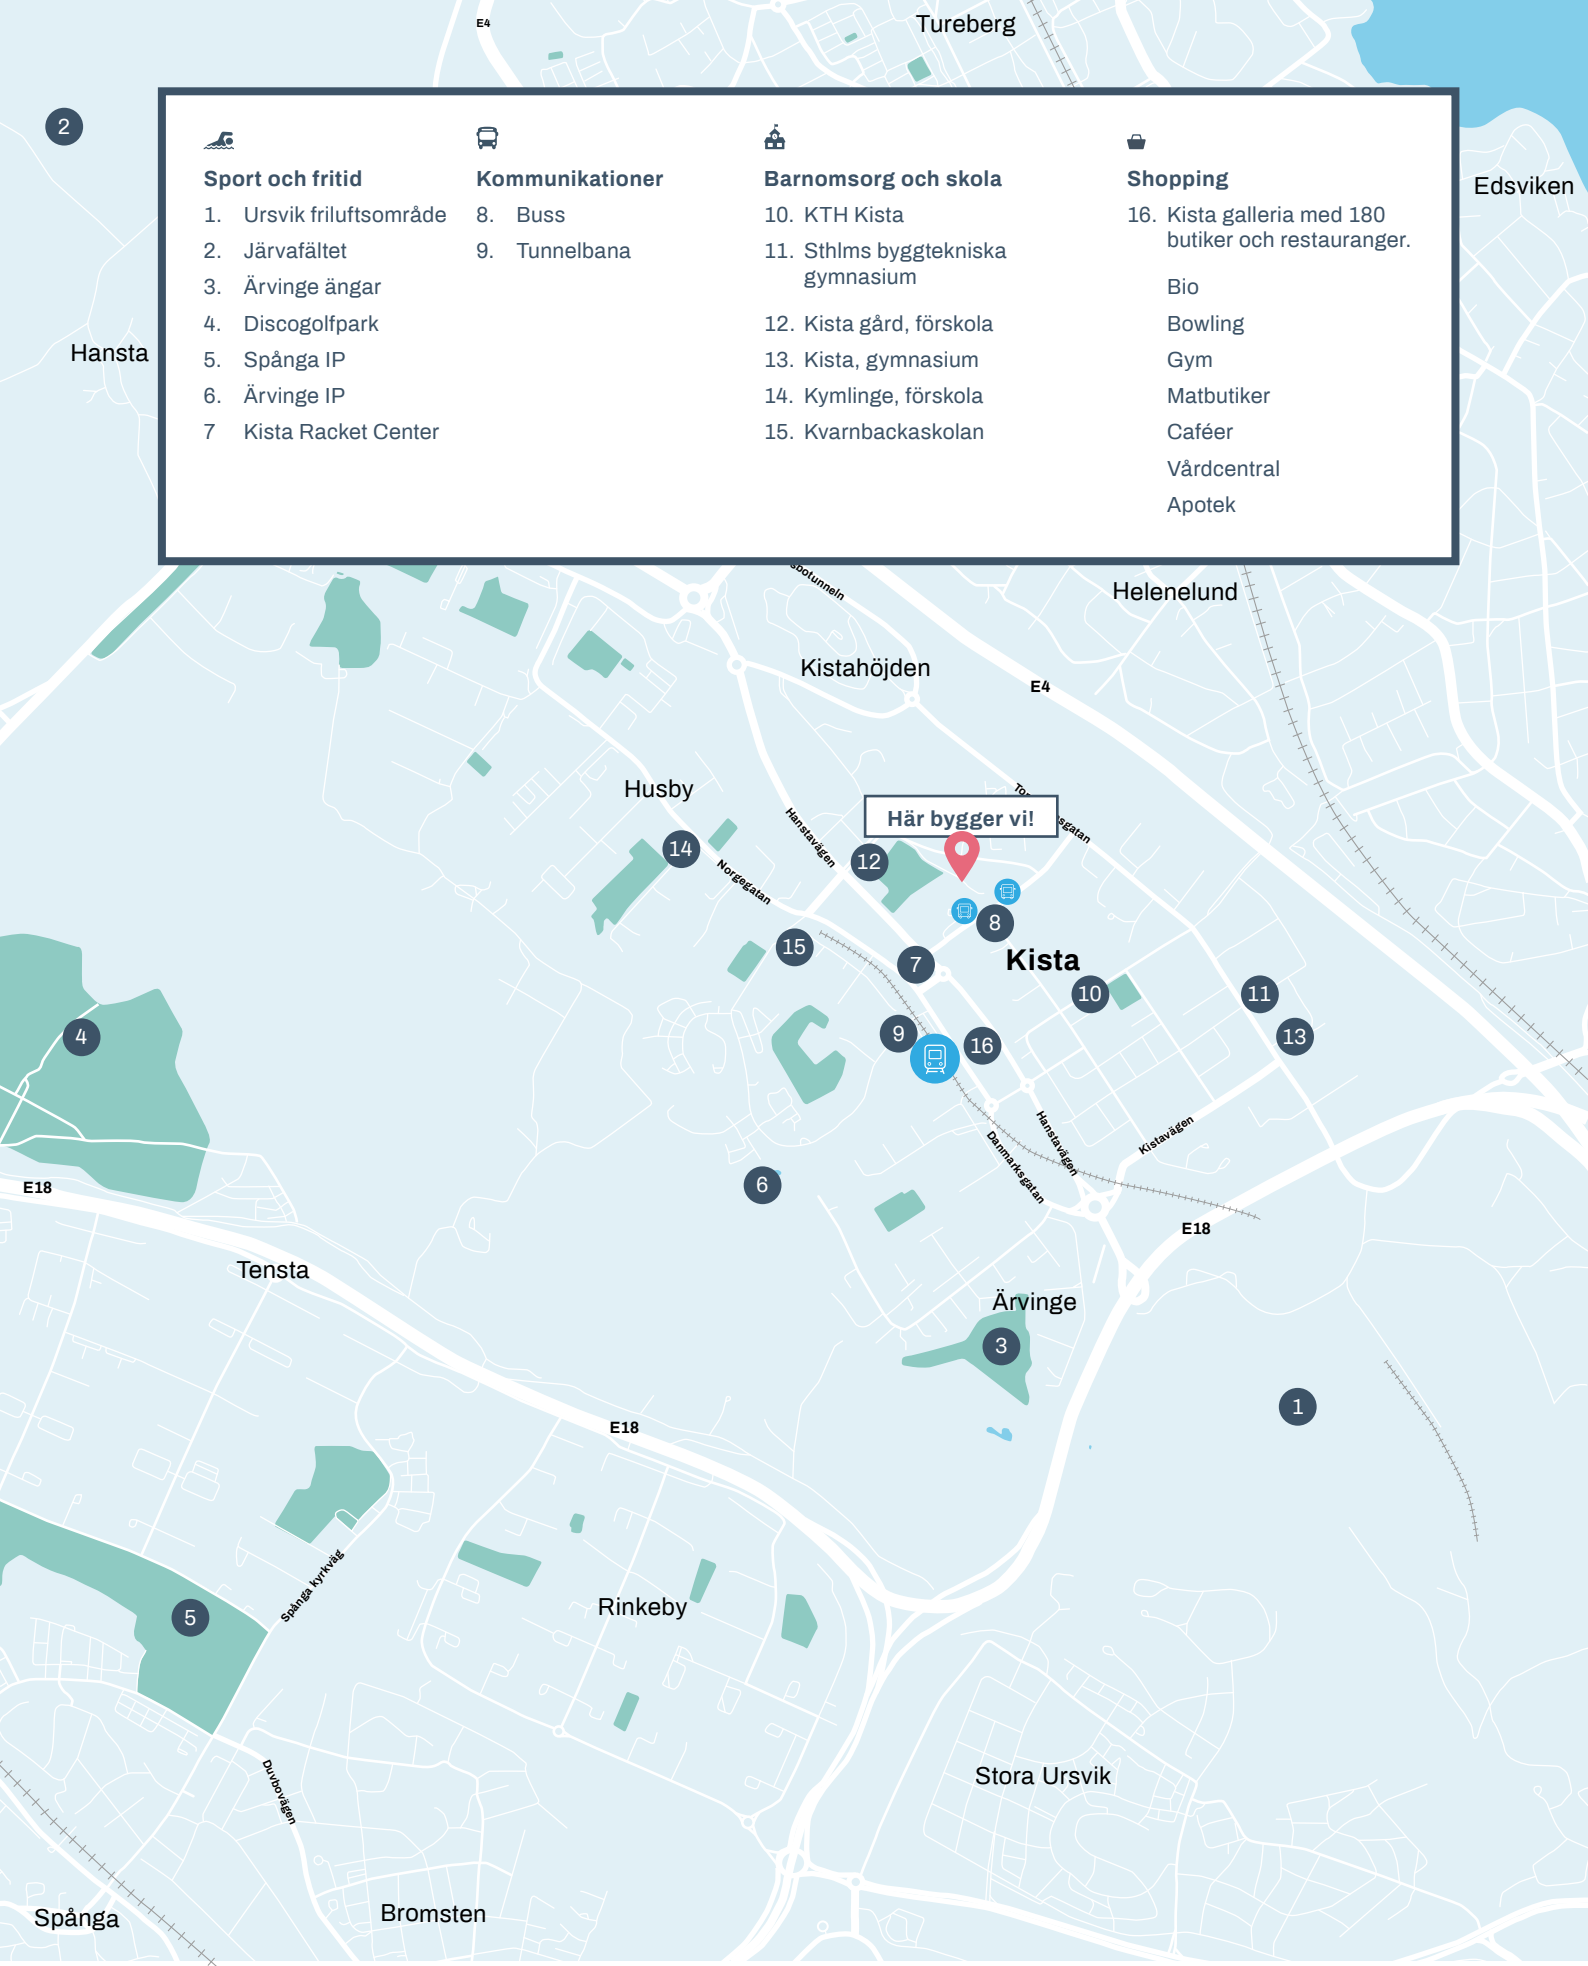 E4
Tureberg
2
Edsviken
Hansta
Sport och fritid
1. Ursvik friluftsområde
2. Järvafältet
3. Ärvinge ängar
4. Discogolfpark
5. Spånga IP
6. Ärvinge IP
7 Kista Racket Center
Kommunikationer
8. Buss
9. Tunnelbana
Barnomsorg och skola
10. KTH Kista
11. Sthlms byggtekniska
gymnasium
12. Kista gård, förskola
13. Kista, gymnasium
14. Kymlinge, förskola
15. Kvarnbackaskolan
Shopping
16. Kista galleria med 180
butiker och restauranger.
Bio
Bowling
Gym
Matbutiker
Caféer
Vårdcentral
Apotek
Helenelund
Kistahöjden
E4
Husby
Här bygger vi!
Hanstavägen
14
12
Norgegatan
8
15
7
Kista
10
11
4
9
16
13
Hanstavägen
Kistavägen
Danmarksgatan
6
E18
E18
Tensta
Ärvinge
3
1
E18
Spånga kyrkväg
Rinkeby
5
Stora Ursvik
Duvbovägen
Bromsten
Spånga